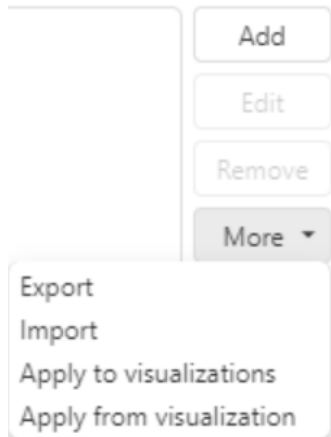 Add
Edit
Remove
More
Export
Import
Apply to visualizations
Apply from visualization